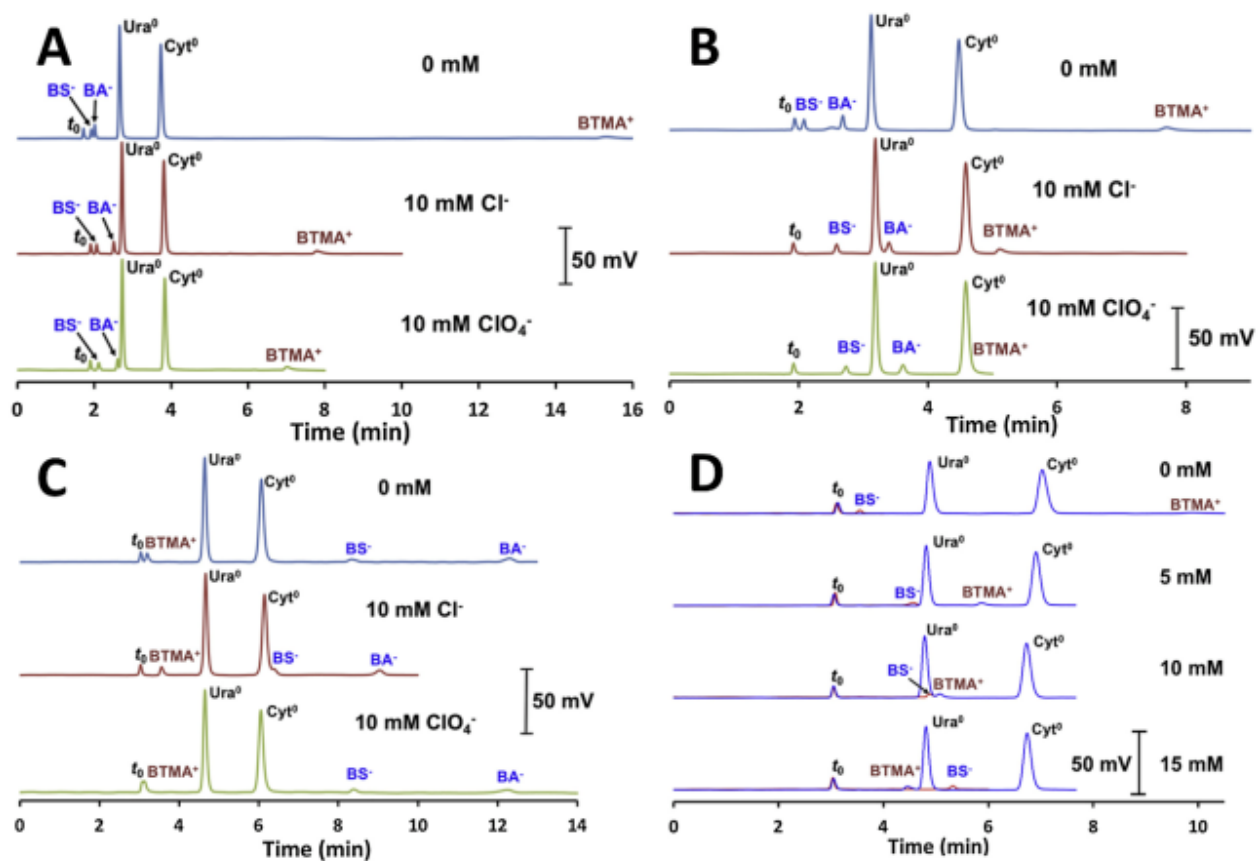 A
BS⁻ BA⁻ Ura⁰ Cyt⁰ 0 mM
t₀ BTMA⁺
BS⁻ BA⁻ Ura⁰ Cyt⁰ 10 mM Cl⁻
t₀ BTMA⁺
50 mV
BS⁻ BA⁻ Ura⁰ Cyt⁰ 10 mM ClO₄⁻
t₀ BTMA⁺
0 2 4 6 8 10 12 14 16
Time (min)
B
Ura⁰ Cyt⁰ 0 mM
t₀ BS⁻ BA⁻ BTMA⁺
Ura⁰ Cyt⁰ 10 mM Cl⁻
t₀ BS⁻ BA⁻ BTMA⁺
Ura⁰ Cyt⁰ 10 mM ClO₄⁻
50 mV
t₀ BS⁻ BA⁻ BTMA⁺
0 2 4 6 8
Time (min)
C
Ura⁰ Cyt⁰ 0 mM
t₀ BTMA⁺ BS⁻ BA⁻
Ura⁰ Cyt⁰ 10 mM Cl⁻
t₀ BTMA⁺ BS⁻ BA⁻
50 mV
Ura⁰ Cyt⁰ 10 mM ClO₄⁻
t₀ BTMA⁺ BS⁻ BA⁻
0 2 4 6 8 10 12 14
Time (min)
D
Ura⁰ Cyt⁰ 0 mM
t₀ BS⁻ BTMA⁺
Ura⁰ Cyt⁰ 5 mM
t₀ BS⁻ BTMA⁺
Ura⁰ Cyt⁰ 10 mM
t₀ BS⁻ BTMA⁺
Ura⁰ Cyt⁰ 50 mV 15 mM
t₀ BTMA⁺ BS⁻
0 2 4 6 8 10
Time (min)